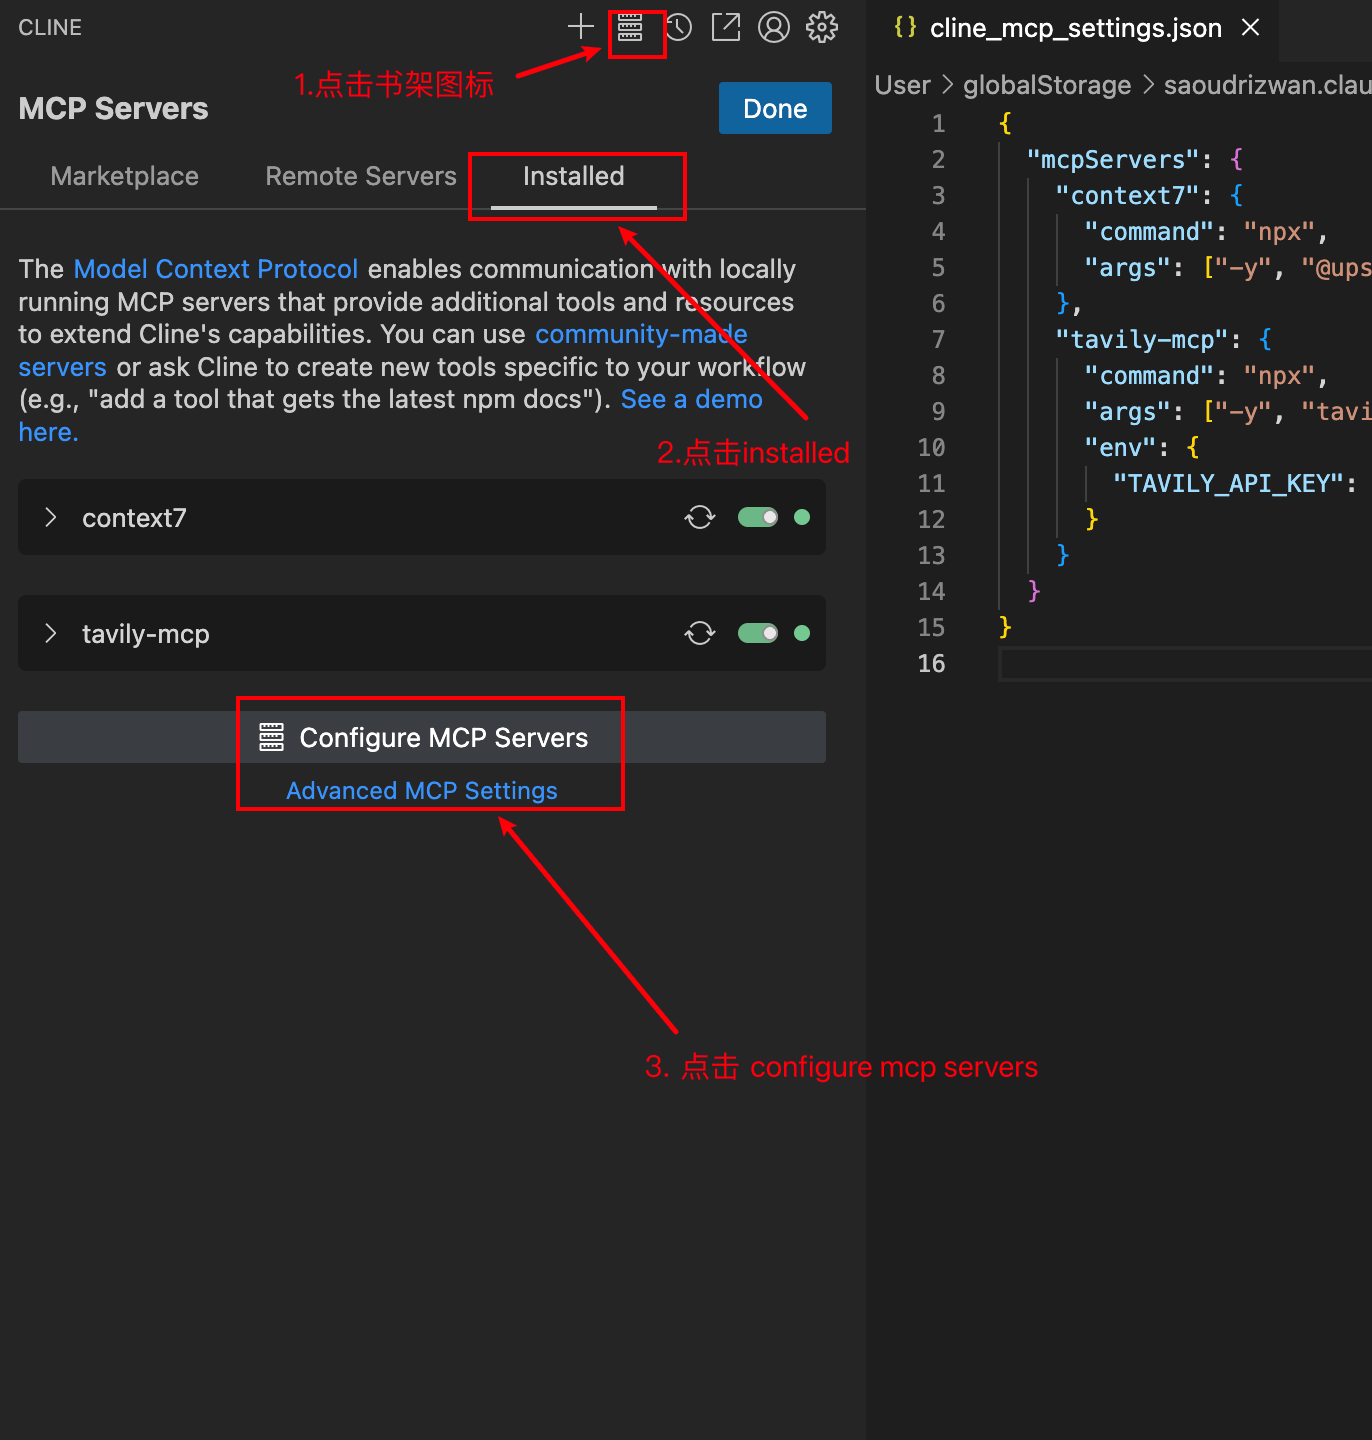 CLINE
1.点击书架图标
MCP Servers
Done
Marketplace
Remote Servers
Installed
The Model Context Protocol enables communication with locally
running MCP servers that provide additional tools and resources
to extend Cline's capabilities. You can use community-made
servers or ask Cline to create new tools specific to your workflow
(e.g., "add a tool that gets the latest npm docs"). See a demo
here.
2.点击installed
context7
tavily-mcp
Configure MCP Servers
Advanced MCP Settings
3. 点击 configure mcp servers
{} cline_mcp_settings.json
User > globalStorage > saoudrizwan.clau
1 {
2 "mcpServers": {
3 "context7": {
4 "command": "npx",
5 "args": ["-y", "@ups
6 },
7 "tavily-mcp": {
8 "command": "npx",
9 "args": ["-y", "tavi
10 "env": {
11 "TAVILY_API_KEY":
12 }
13 }
14 }
15 }
16